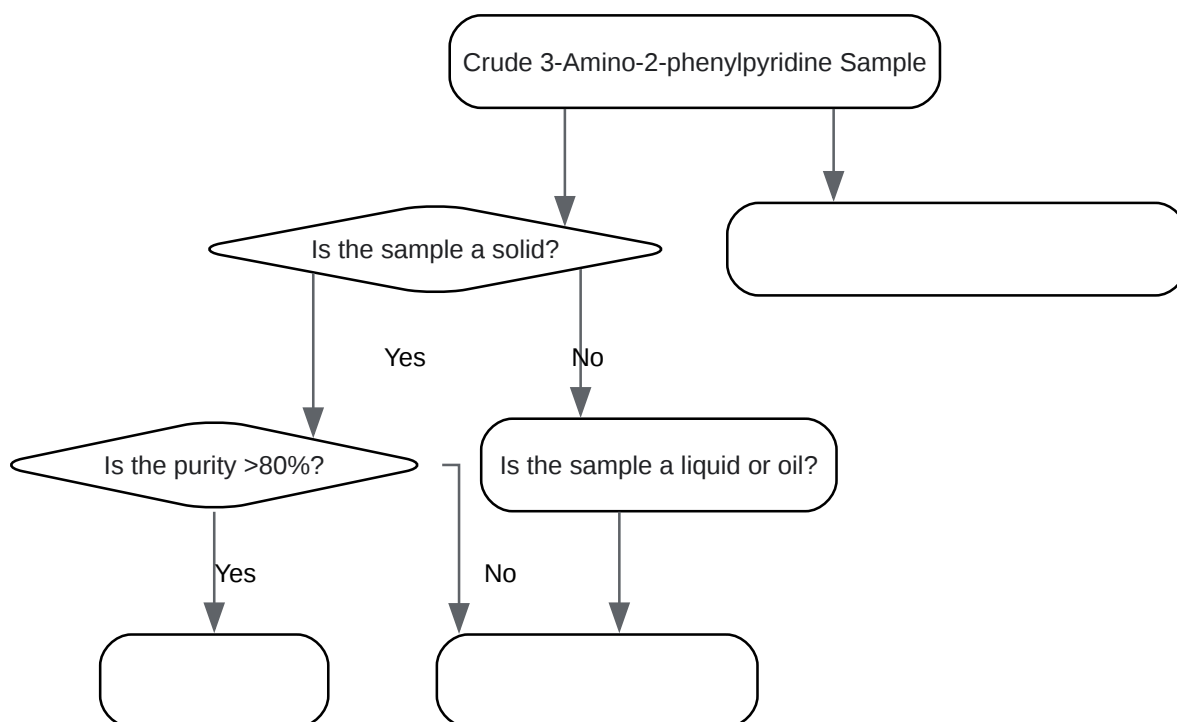 Crude 3-Amino-2-phenylpyridine Sample
Is the sample a solid?
Yes
No
Is the purity >80%?
Is the sample a liquid or oil?
Yes
No